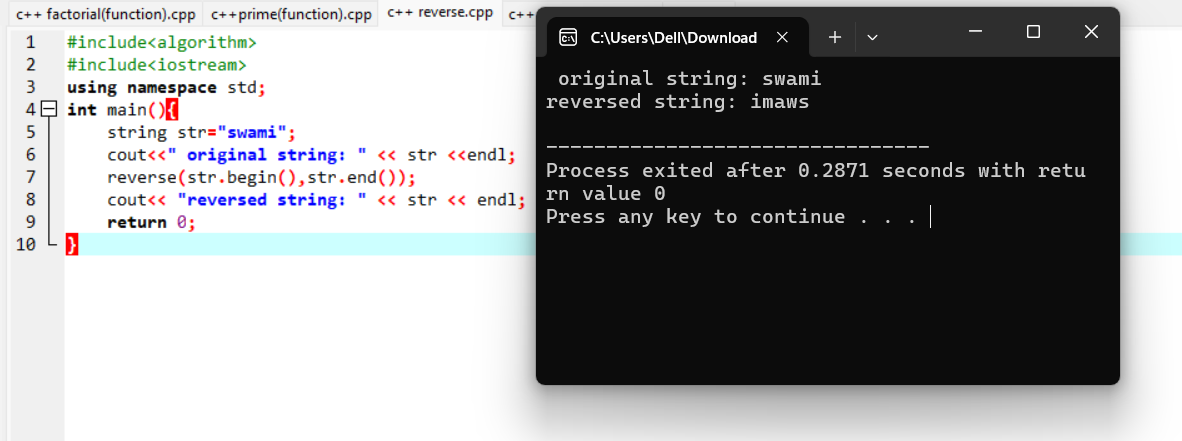 c++ factorial(function).cpp c++prime(function).cpp c++ reverse.cpp c++
1 #include<algorithm>
2 #include<iostream>
3 using namespace std;
4 int main(){
5 string str="swami";
6 cout<<" original string: " << str <<endl;
7 reverse(str.begin(),str.end());
8 cout<< "reversed string: " << str << endl;
9 return 0;
10 }
C:\Users\Dell\Download
original string: swami
reversed string: imaws
--------------------------------
Process exited after 0.2871 seconds with retu
rn value 0
Press any key to continue . . .